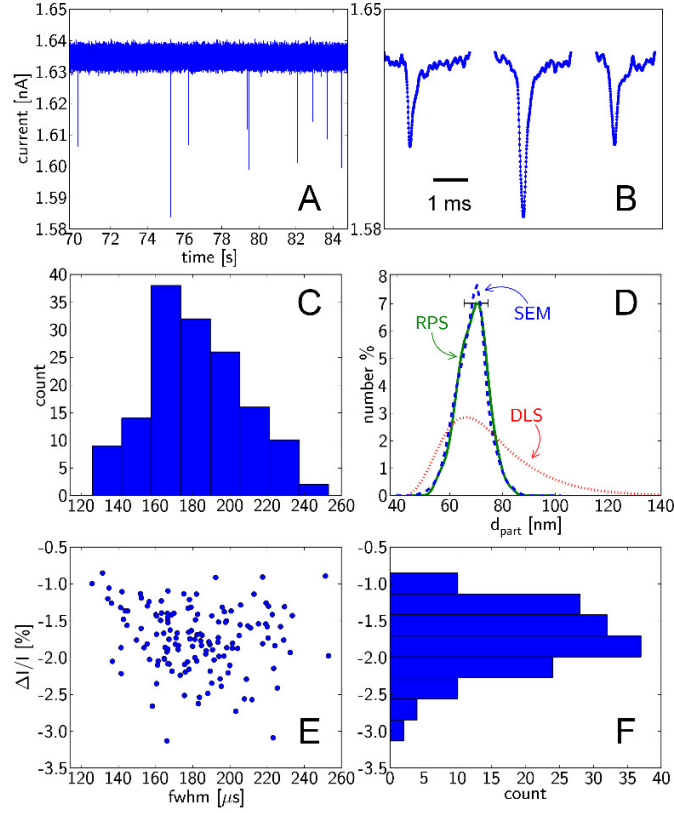 1.65
1.64
1.63
1.62
1.61
1.60
1.59
1.58
current [nA]
70 72 74 76 78 80 82 84
time [s]
A
1.65
1.58
1 ms
B
40
35
30
25
20
15
10
5
0
count
120 140 160 180 200 220 240 260
C
8
7
6
5
4
3
2
1
0
number %
RPS
SEM
DLS
D
40 60 80 100 120 140
d_part [nm]
-0.5
-1.0
-1.5
-2.0
-2.5
-3.0
-3.5
ΔI/I [%]
E
120 140 160 180 200 220 240 260
fwhm [μs]
-0.5
-1.0
-1.5
-2.0
-2.5
-3.0
-3.5
F
0 5 10 15 20 25 30 35 40
count